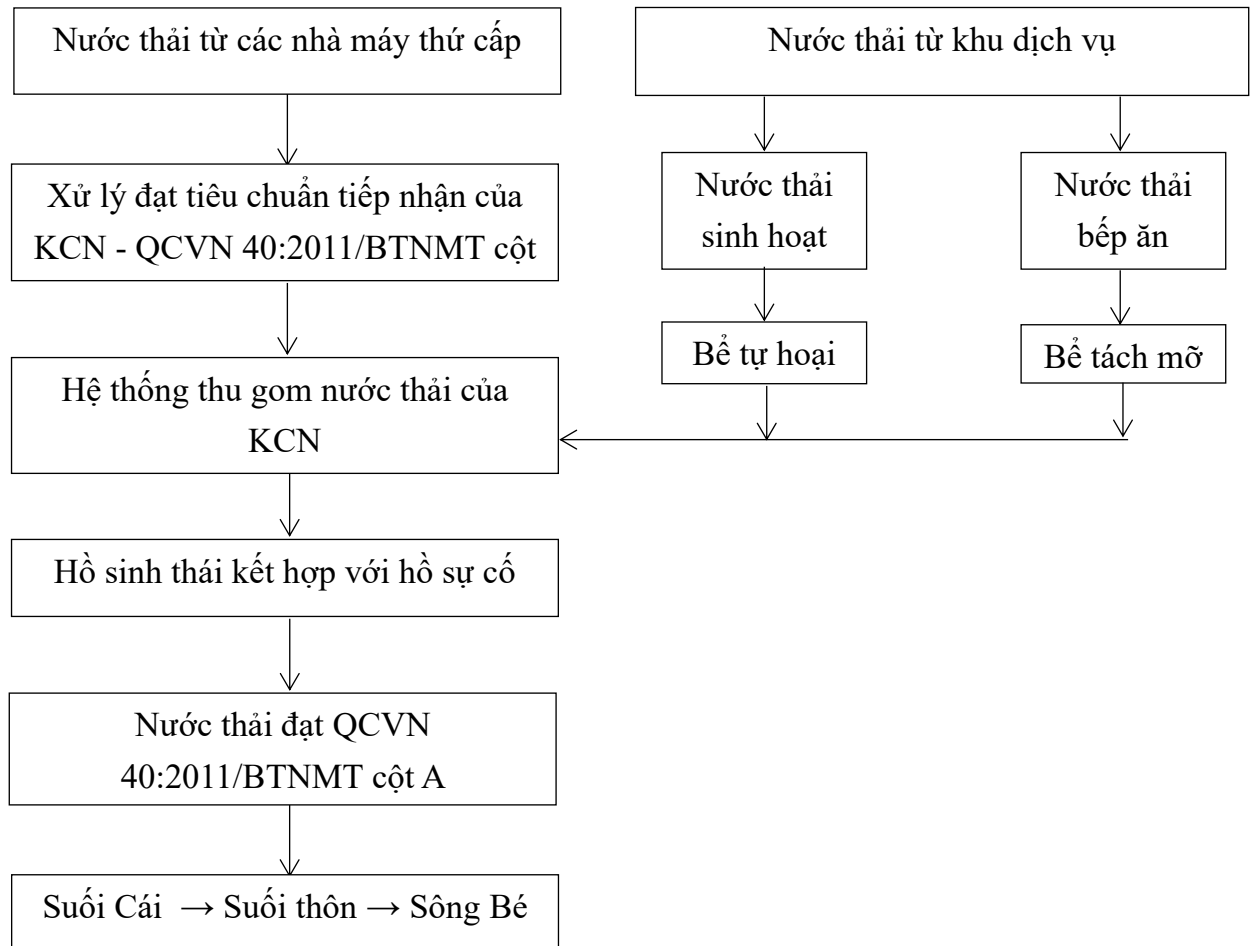 Nước thải từ các nhà máy thứ cấp
Nước thải từ khu dịch vụ
Xử lý đạt tiêu chuẩn tiếp nhận của
KCN - QCVN 40:2011/BTNMT cột
Nước thải
sinh hoạt
Nước thải
bếp ăn
Bể tự hoại
Bể tách mỡ
Hệ thống thu gom nước thải của
KCN
Hồ sinh thái kết hợp với hồ sự cố
Nước thải đạt QCVN
40:2011/BTNMT cột A
Suối Cái → Suối thôn → Sông Bé